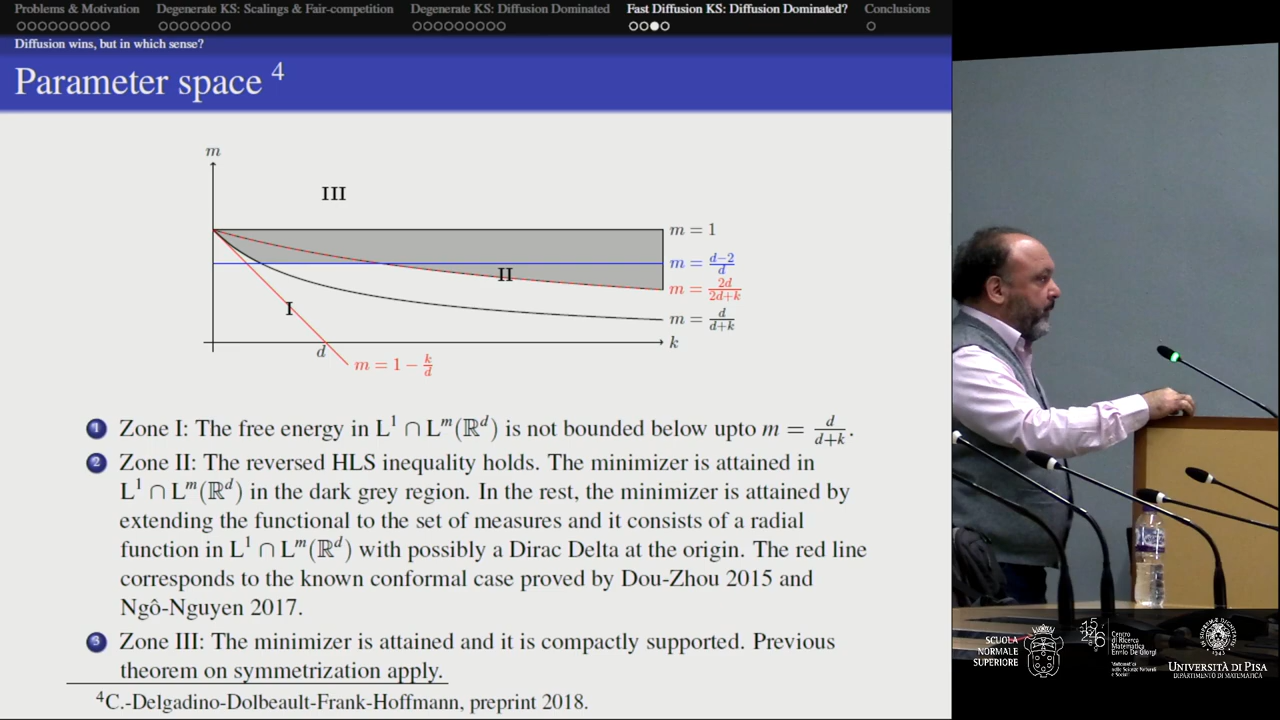 Problems & Motivation Degenerate KS: Scalings & Fair-competition Degenerate KS: Diffusion Dominated Fast Diffusion KS: Diffusion Dominated? Conclusions
Diffusion wins, but in which sense?
Parameter space 4
m
III
m = 1
m = d−2/d
II
m = 2d/2d+k
I
m = d/d+k
d
k
m = 1 − k/d
1 Zone I: The free energy in L¹ ∩ Lᵐ(ℝᵈ) is not bounded below upto m = d/d+k.
2 Zone II: The reversed HLS inequality holds. The minimizer is attained in
L¹ ∩ Lᵐ(ℝᵈ) in the dark grey region. In the rest, the minimizer is attained by
extending the functional to the set of measures and it consists of a radial
function in L¹ ∩ Lᵐ(ℝᵈ) with possibly a Dirac Delta at the origin. The red line
corresponds to the known conformal case proved by Dou-Zhou 2015 and
Ngô-Nguyen 2017.
3 Zone III: The minimizer is attained and it is compactly supported. Previous
theorem on symmetrization apply.
4C.-Delgadino-Dolbeault-Frank-Hoffmann, preprint 2018.
SCUOLA
NORMALE
SUPERIORE
Centro
di Ricerca
Matematica
Ennio De Giorgi
UNIVERSITÀ DI PISA
DIPARTIMENTO DI MATEMATICA